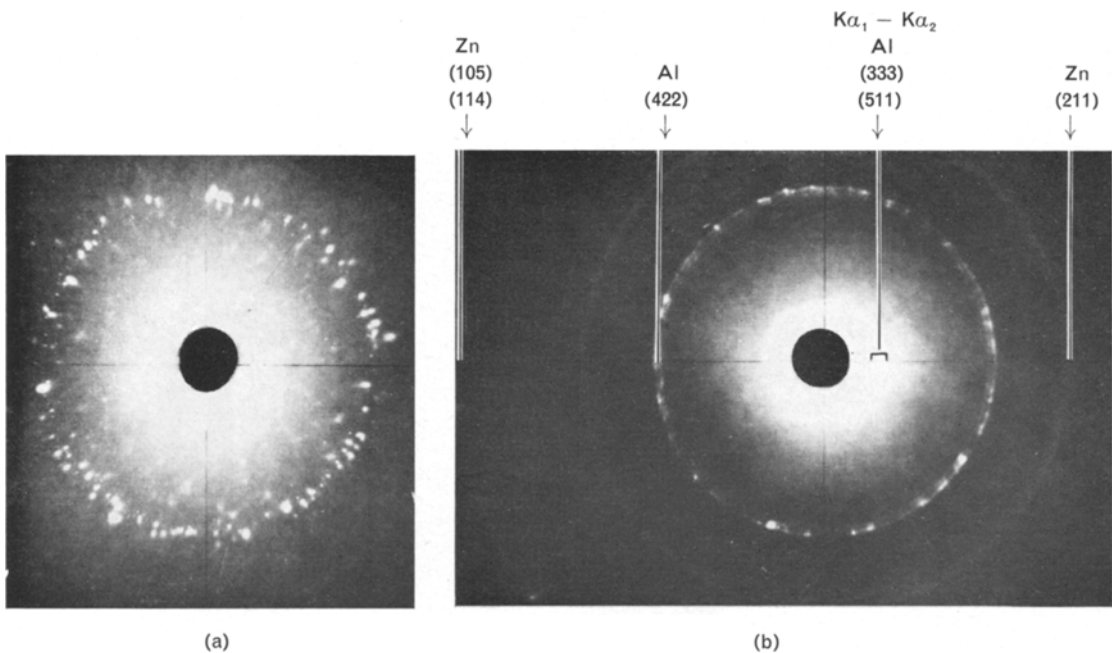 Kα₁ − Kα₂
Zn
(105)
(114)
Al
(422)
Al
(333)
(511)
Zn
(211)
(a)
(b)